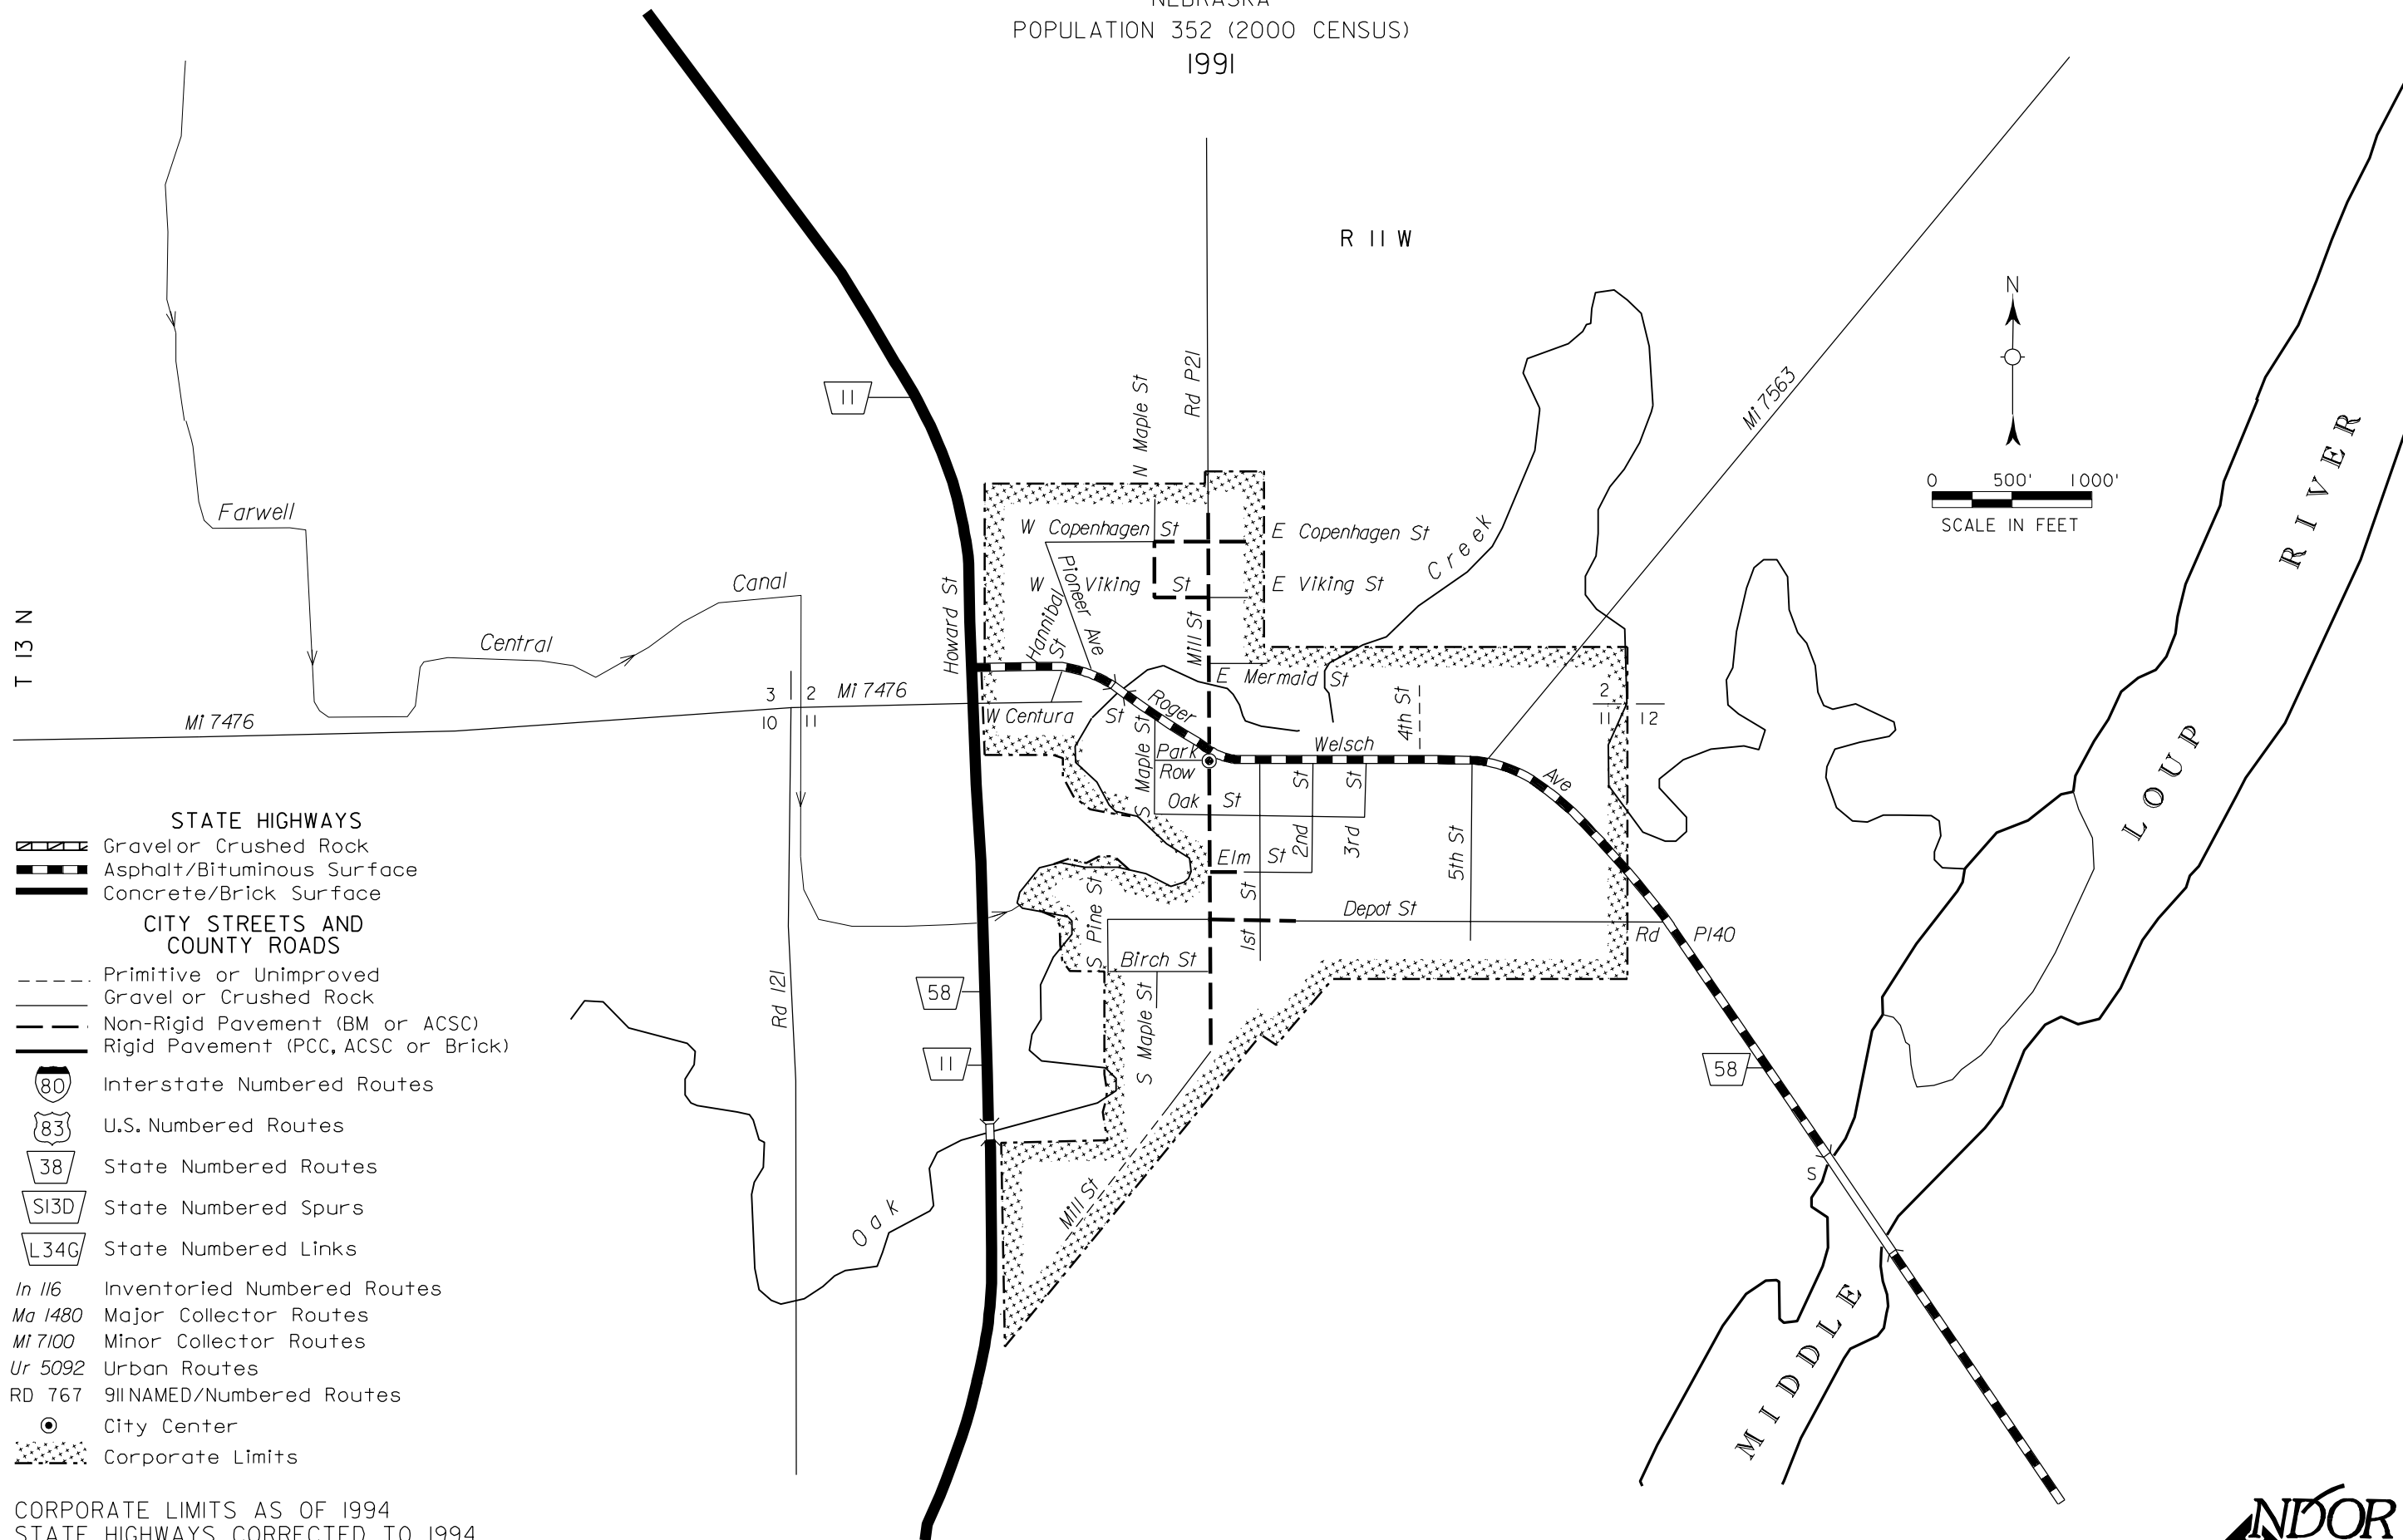 POPULATION 352 (2000 CENSUS)
1991
R 11 W
N
0 500' 1000'
SCALE IN FEET
T 13 N
RIVER
LOUP
MIDDLE
Mi 7563
Rd P21
N Maple St
11
Farwell
Central
Canal
Creek
Howard St
W Copenhagen St
E Copenhagen St
W Viking St
E Viking St
Pioneer Ave
Hannibal St
Mill St
E Mermaid St
Mi 7476
3 2
10 11
Mi 7476
W Centura St
Roger
Welsch
Ave
4th St
2
11 12
S Maple St
Park
Row
Oak St
2nd St
3rd St
5th St
Elm St
1st St
Depot St
Rd P140
S Pine St
Birch St
S Maple St
Rd 121
58
11
58
S
Oak
Mill St
STATE HIGHWAYS
Gravel or Crushed Rock
Asphalt/Bituminous Surface
Concrete/Brick Surface
CITY STREETS AND
COUNTY ROADS
Primitive or Unimproved
Gravel or Crushed Rock
Non-Rigid Pavement (BM or ACSC)
Rigid Pavement (PCC, ACSC or Brick)
80 Interstate Numbered Routes
83 U.S. Numbered Routes
38 State Numbered Routes
S13D State Numbered Spurs
L34G State Numbered Links
In 116 Inventoried Numbered Routes
Ma 1480 Major Collector Routes
Mi 7100 Minor Collector Routes
Ur 5092 Urban Routes
RD 767 911 NAMED/Numbered Routes
City Center
Corporate Limits
CORPORATE LIMITS AS OF 1994
STATE HIGHWAYS CORRECTED TO 1994
NDOR